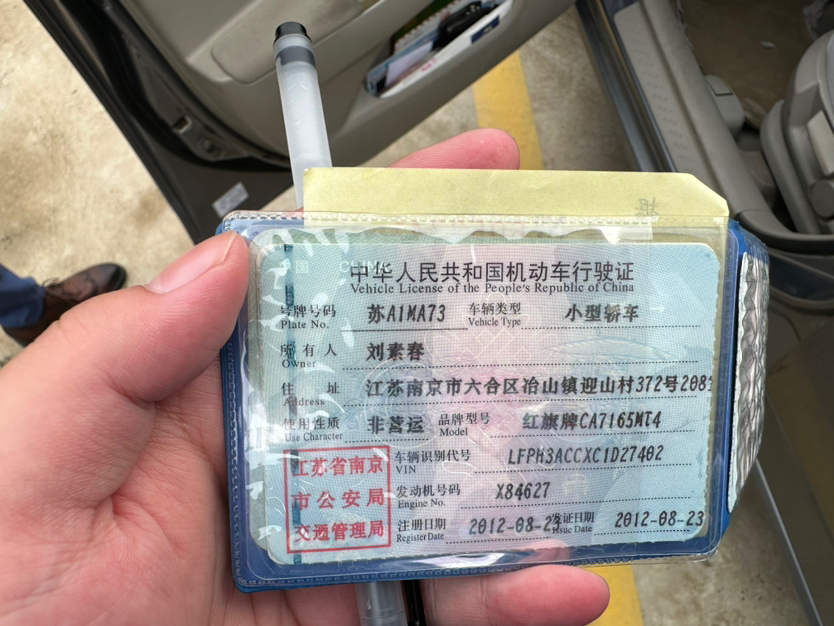 中华人民共和国机动车行驶证
Vehicle License of the People's Republic of China
号牌号码 苏A1MA73 车辆类型 小型轿车
Plate No. Vehicle Type
所有人 刘素春
Owner
住址 江苏南京市六合区冶山镇迎山村372号208
Address
使用性质 非营运 品牌型号 红旗牌CA7165MT4
Use Character Model
车辆识别代号 LFPH3ACCXC1D27402
VIN
发动机号码 X84627
Engine No.
注册日期 2012-08-23 发证日期 2012-08-23
Register Date Issue Date
江苏省南京
市公安局
交通管理局